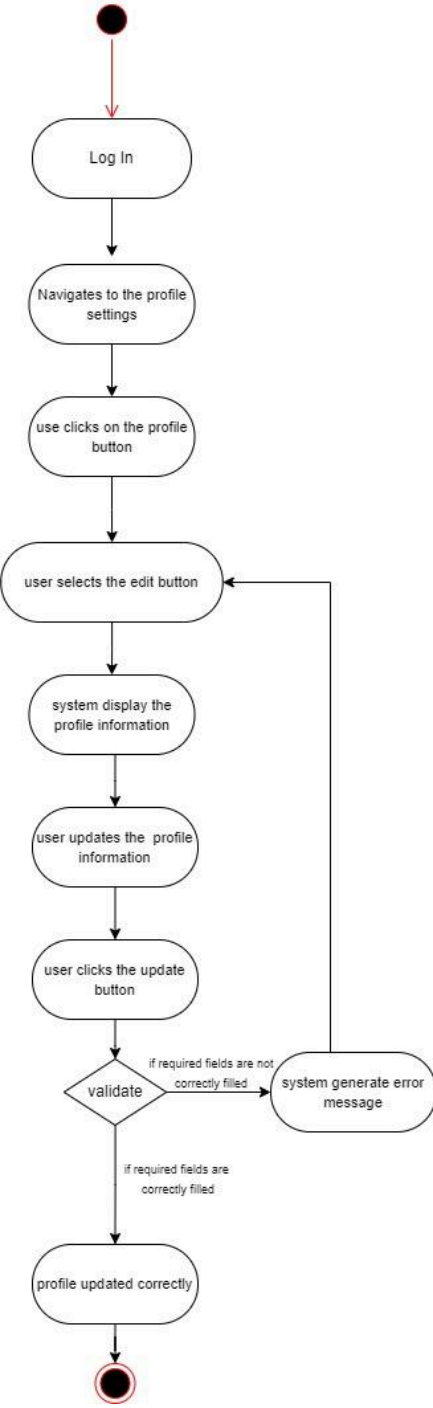 Log In
Navigates to the profile
settings
use clicks on the profile
button
user selects the edit button
system display the
profile information
user updates the profile
information
user clicks the update
button
validate
if required fields are not
correctly filled
system generate error
message
if required fields are
correctly filled
profile updated correctly